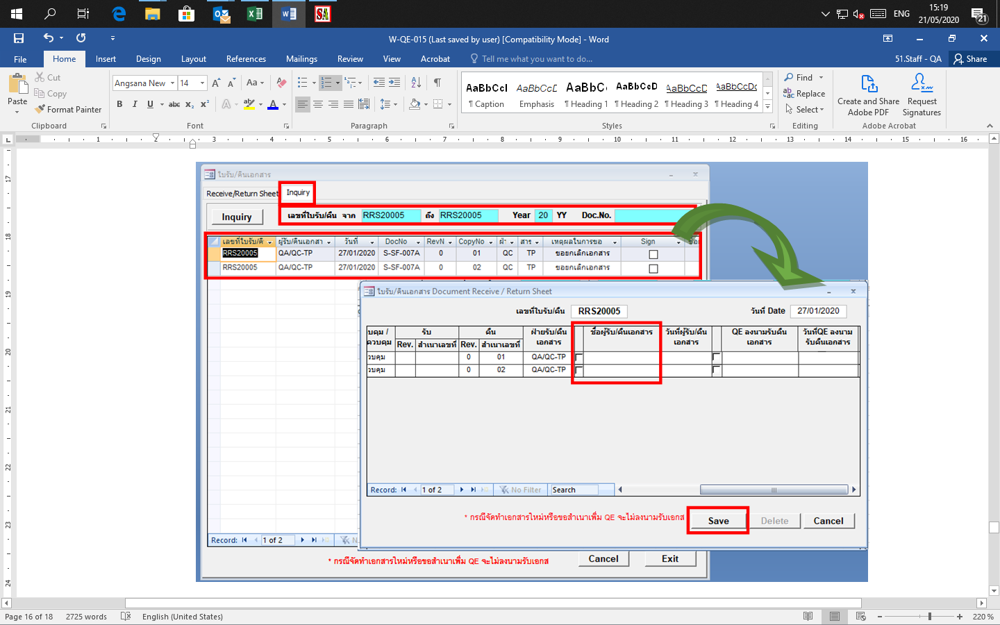 ENG
15:19
21/05/2020
21
W-QE-015 (Last saved by user) [Compatibility Mode] - Word
File Home Insert Design Layout References Mailings Review View Acrobat Tell me what you want to do...
51.Staff - QA Share
Paste Cut
Copy
Format Painter
Clipboard
Angsana New 14
Font
Paragraph
AaBbCcI AaBbCcD AaBbC AaBbCcD AaBbCcD AaBbCcDc
¶ Caption Emphasis ¶ Heading 1 ¶ Heading 2 ¶ Heading 3 ¶ Heading 4
Styles
Find
Replace
Select
Editing
Create and Share
Adobe PDF
Request
Signatures
Adobe Acrobat
1 2 3 4 5 6 7 8 9 10 11 12 13 14 15 16
ใบรับ/คืนเอกสาร
Receive/Return Sheet Inquiry
Inquiry เลขที่ใบรับ/คืน จาก RRS20005 ถึง RRS20005 Year 20 YY Doc.No.
เลขที่ใบรับ/คื ผู้รับ/คืนเอกสา วันที่ DocNo RevN CopyNo ฝ่า สาร เหตุผลในการขอ Sign
RRS20005 QA/QC-TP 27/01/2020 S-SF-007A 0 01 QC TP ขอยกเลิกเอกสาร
RRS20005 QA/QC-TP 27/01/2020 S-SF-007A 0 02 QC TP ขอยกเลิกเอกสาร
ใบรับ/คืนเอกสาร Document Receive / Return Sheet
เลขที่ใบรับ/คืน RRS20005 วันที่ Date 27/01/2020
บคุม /
ควบคุม
รับ
Rev. สำเนาเลขที่
คืน
Rev. สำเนาเลขที่
ฝ่ายรับ/คืน
เอกสาร
ชื่อผู้รับ/คืนเอกสาร
วันที่ผู้รับ/คืน
เอกสาร
QE ลงนามรับคืน
เอกสาร
วันที่QE ลงนาม
รับคืนเอกสาร
วบคุม 0 01 QA/QC-TP
วบคุม 0 02 QA/QC-TP
Record: 1 of 2 No Filter Search
* กรณีจัดทำเอกสารใหม่หรือขอสำเนาเพิ่ม QE จะไม่ลงนามรับเอกส
Save Delete Cancel
Record: 1 of 2
* กรณีจัดทำเอกสารใหม่หรือขอสำเนาเพิ่ม QE จะไม่ลงนามรับเอกส
Cancel Exit
17
18
19
20
21
22
23
24
Page 16 of 18 2725 words English (United States) 220 %